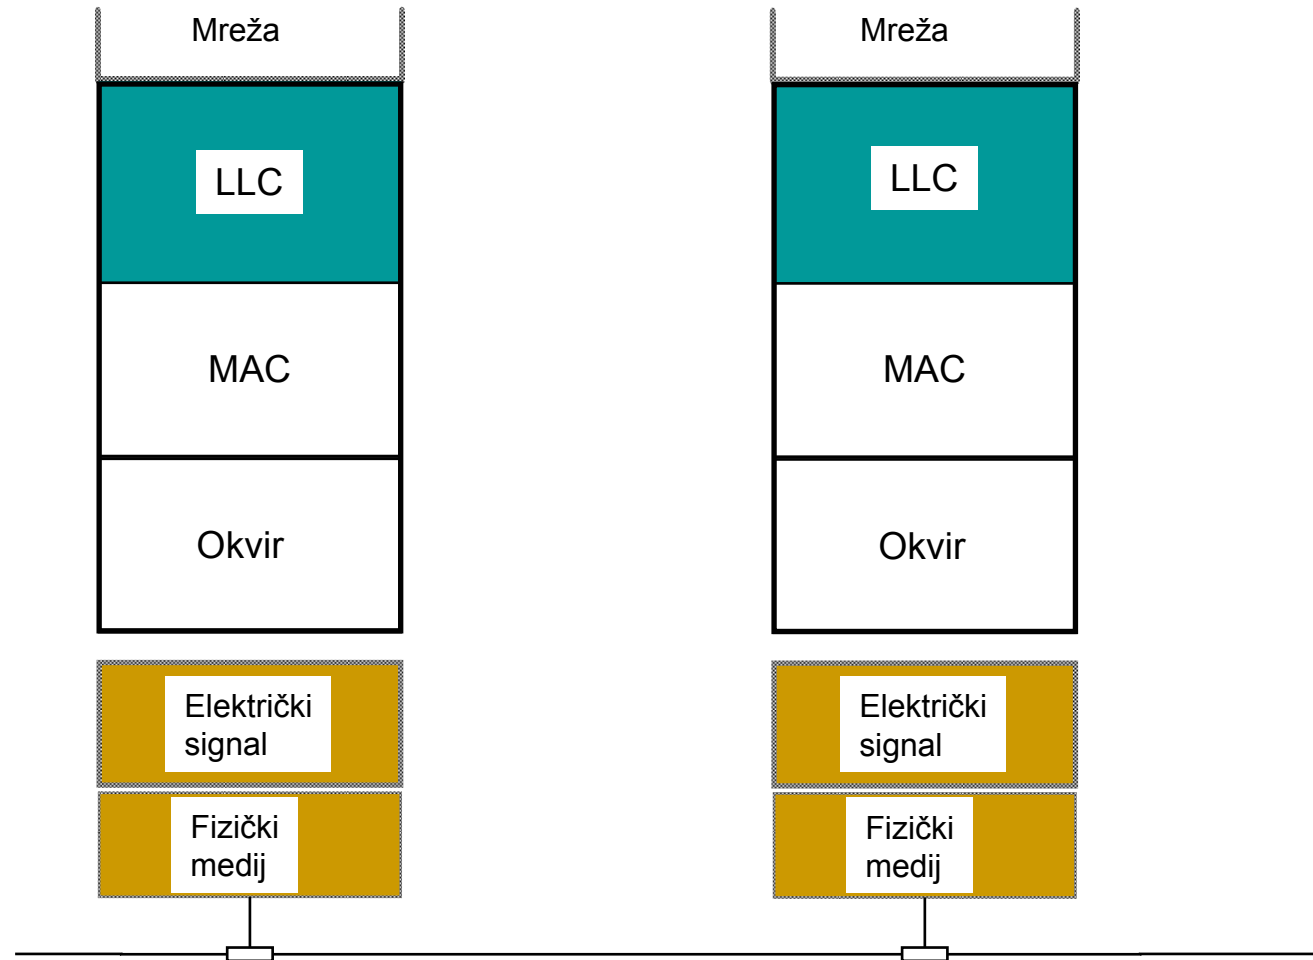 Mreža
LLC
MAC
Okvir
Električki
signal
Fizički
medij
Mreža
LLC
MAC
Okvir
Električki
signal
Fizički
medij